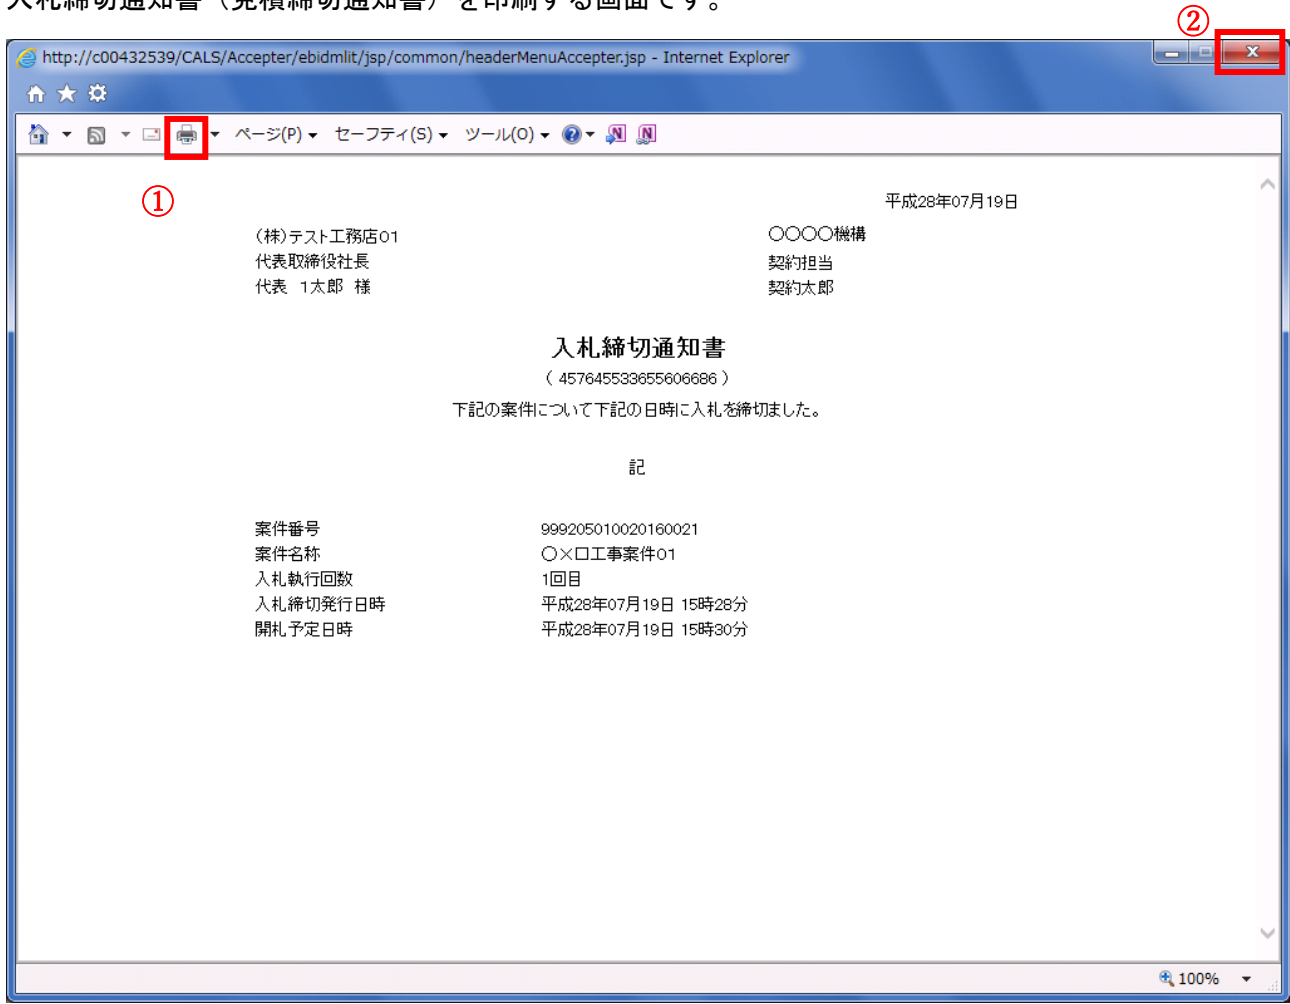 入札締切通知書（見積締切通知書）を印刷する画面です。
②
http://c00432539/CALS/Accepter/ebidmlit/jsp/common/headerMenuAccepter.jsp - Internet Explorer
ページ(P) セーフティ(S) ツール(O)
①
平成28年07月19日
(株)テスト工務店01
〇〇〇〇機構
代表取締役社長
契約担当
代表 1太郎 様
契約太郎
入札締切通知書
( 457645533655606686 )
下記の案件について下記の日時に入札を締切ました。
記
案件番号 999205010020160021
案件名称 〇×口工事案件01
入札執行回数 1回目
入札締切発行日時 平成28年07月19日 15時28分
開札予定日時 平成28年07月19日 15時30分
100%